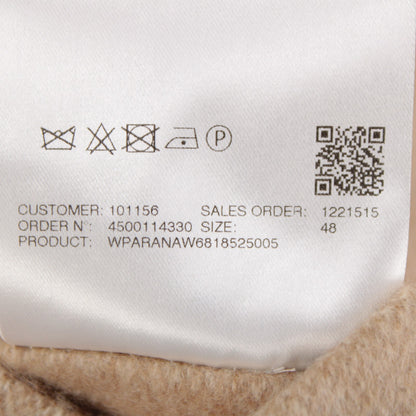 P
CUSTOMER: 101156 SALES ORDER: 1221515
ORDER N°: 4500114330 SIZE: 48
PRODUCT: WPARANAW6818525005